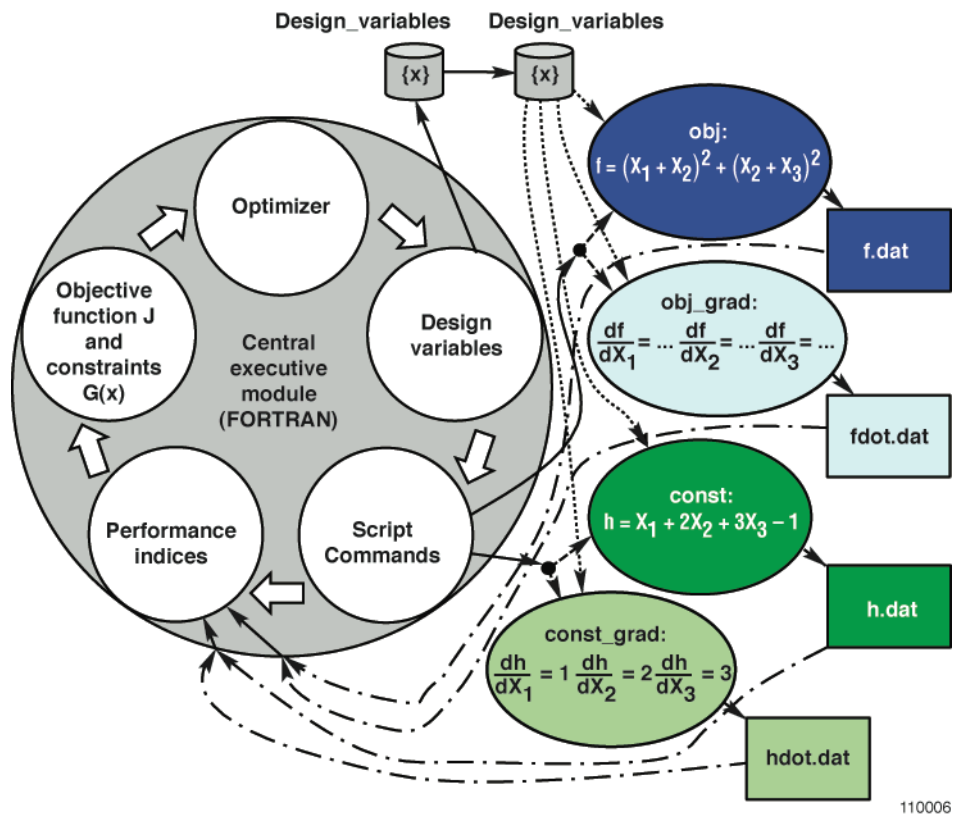 Design_variables Design_variables
{x} {x}
obj:
f = (X₁ + X₂)² + (X₂ + X₃)²
Optimizer
f.dat
Objective
function J
and
constraints
G(x)
Central
executive
module
(FORTRAN)
Design
variables
obj_grad:
df/dX₁ = ... df/dX₂ = ... df/dX₃ = ...
fdot.dat
const:
h = X₁ + 2X₂ + 3X₃ – 1
Performance
indices
Script
Commands
h.dat
const_grad:
dh/dX₁ = 1 dh/dX₂ = 2 dh/dX₃ = 3
hdot.dat
110006